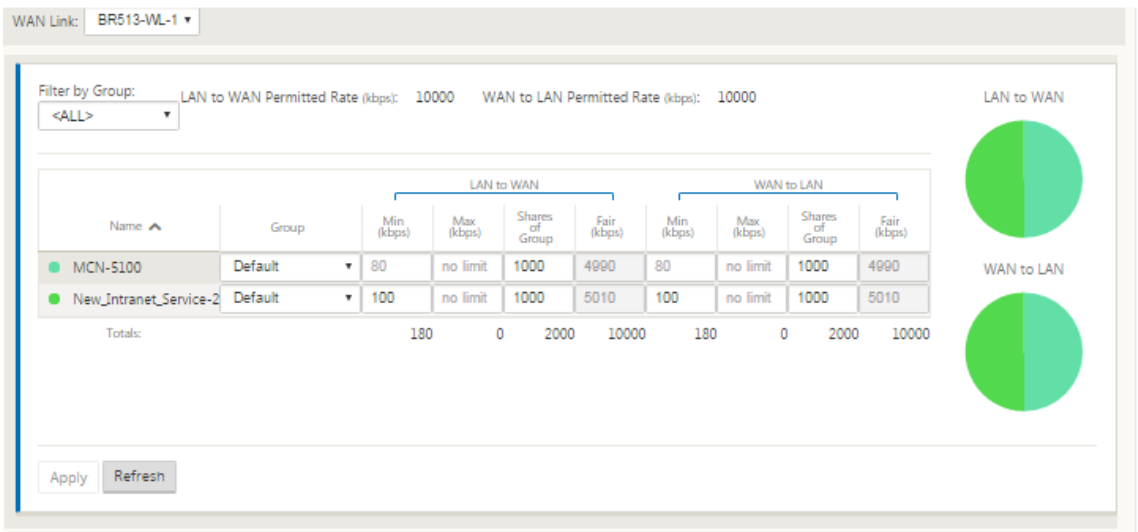 WAN Link: BR513-WL-1
Filter by Group:
<ALL>
LAN to WAN Permitted Rate (kbps): 10000 WAN to LAN Permitted Rate (kbps): 10000
LAN to WAN
LAN to WAN WAN to LAN
Name Group Min (kbps) Max (kbps) Shares of Group Fair (kbps) Min (kbps) Max (kbps) Shares of Group Fair (kbps)
MCN-5100 Default 80 no limit 1000 4990 80 no limit 1000 4990
New_Intranet_Service-2 Default 100 no limit 1000 5010 100 no limit 1000 5010
Totals: 180 0 2000 10000 180 0 2000 10000
WAN to LAN
Apply Refresh